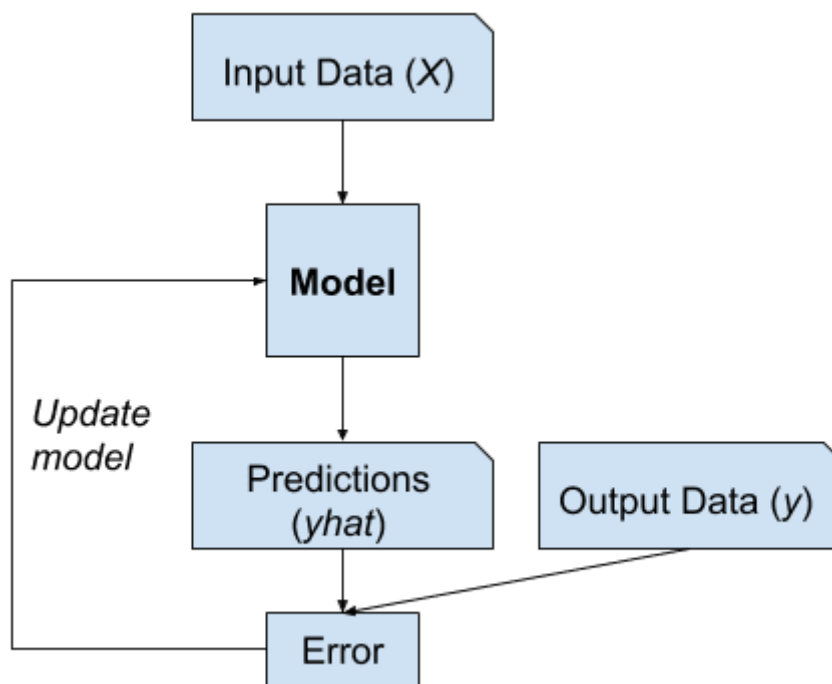 Input Data (X)
Model
Update
model
Predictions
(yhat)
Output Data (y)
Error